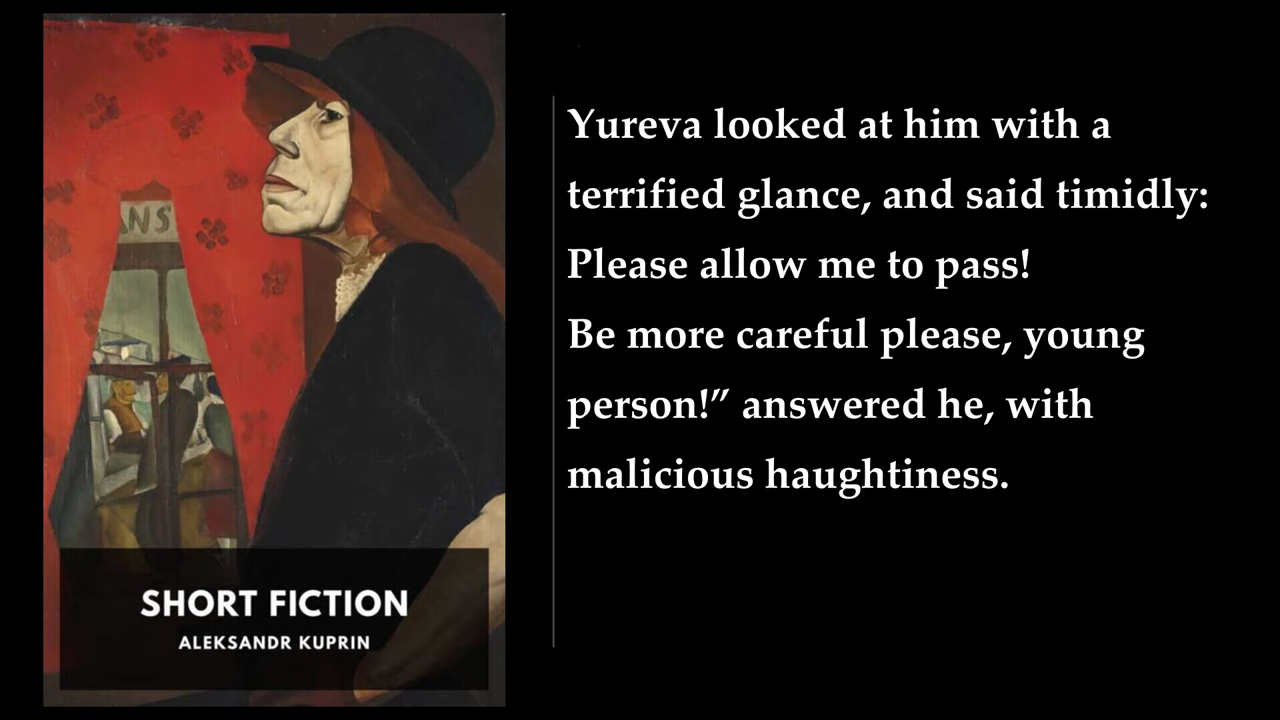 ANS
SHORT FICTION
ALEKSANDR KUPRIN
Yureva looked at him with a
terrified glance, and said timidly:
Please allow me to pass!
Be more careful please, young
person!” answered he, with
malicious haughtiness.